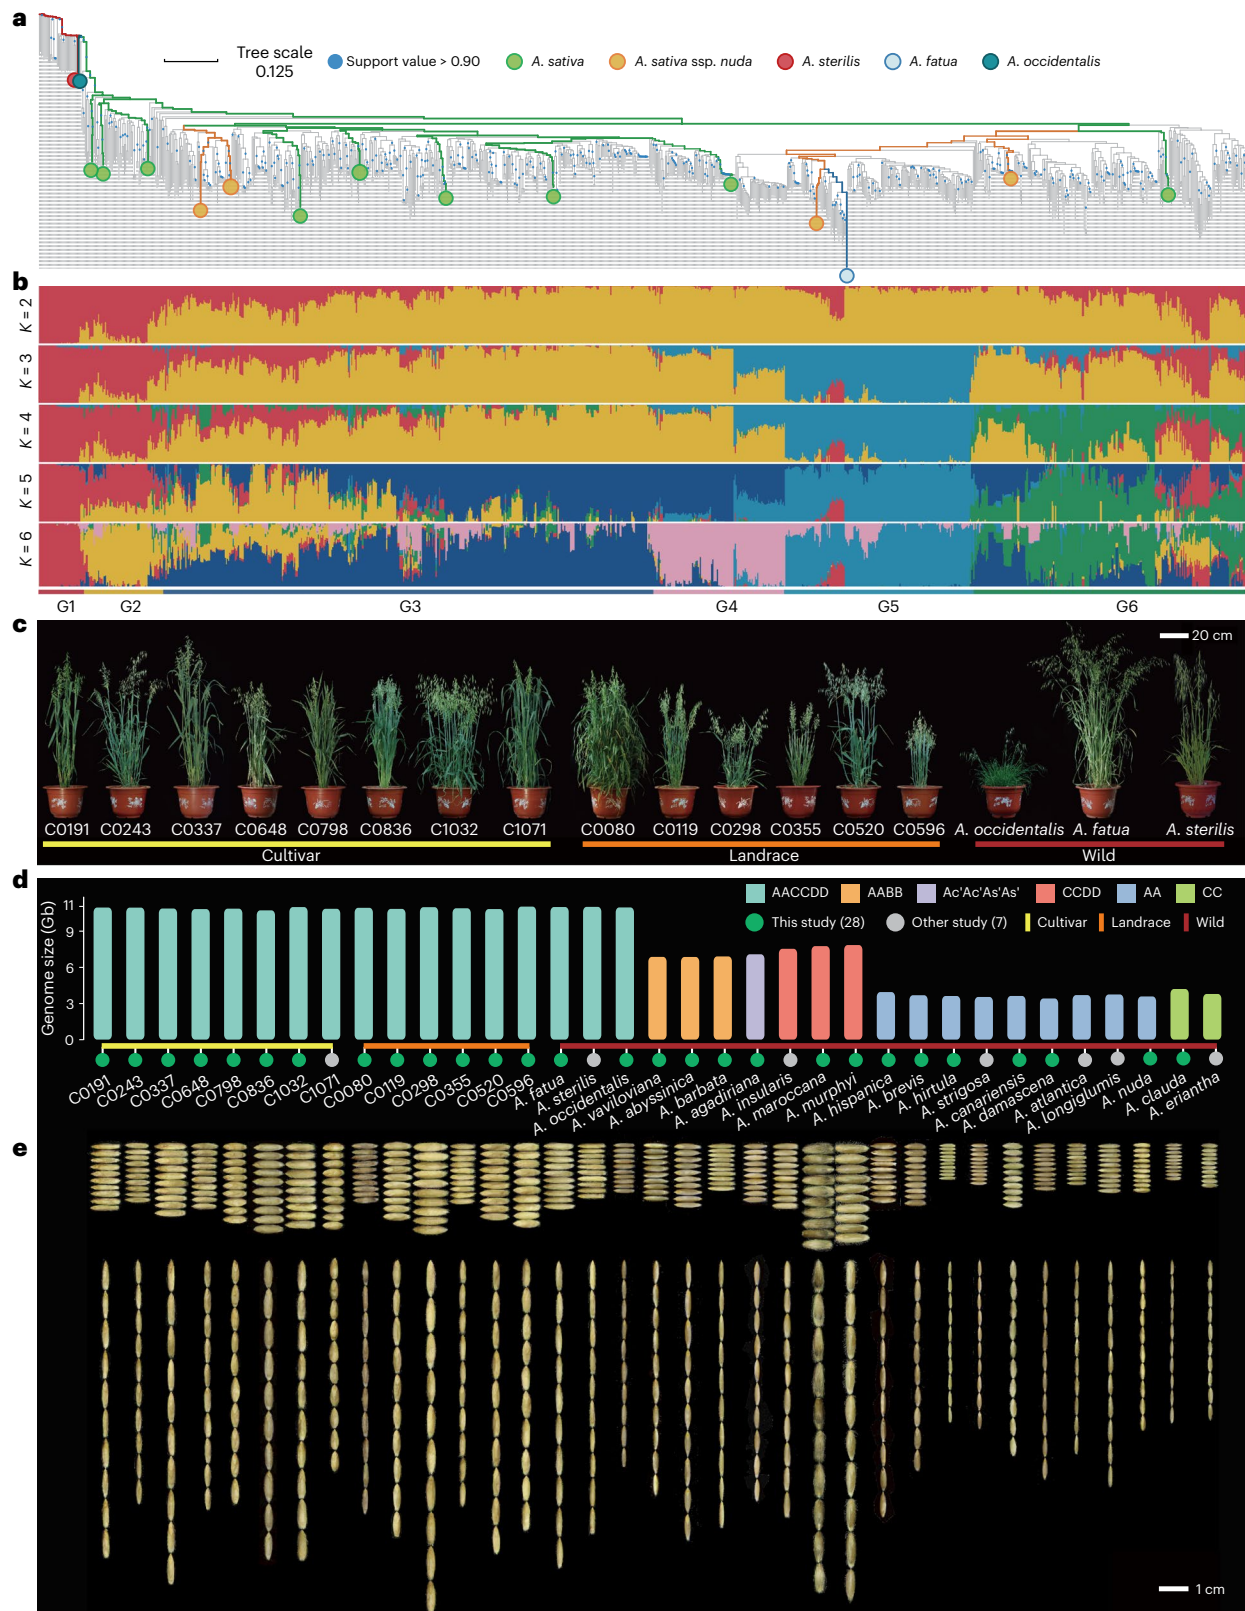 a
Tree scale
0.125
Support value > 0.90
A. sativa
A. sativa ssp. nuda
A. sterilis
A. fatua
A. occidentalis
b
K = 2
K = 3
K = 4
K = 5
K = 6
G1
G2
G3
G4
G5
G6
c
20 cm
C0191
C0243
C0337
C0648
C0798
C0836
C1032
C1071
C0080
C0119
C0298
C0355
C0520
C0596
A. occidentalis
A. fatua
A. sterilis
Cultivar
Landrace
Wild
d
AACCDD
AABB
Ac'Ac'As'As'
CCDD
AA
CC
This study (28)
Other study (7)
Cultivar
Landrace
Wild
Genome size (Gb)
11
9
6
3
0
C0191
C0243
C0337
C0648
C0798
C0836
C1032
C1071
C0080
C0119
C0298
C0355
C0520
C0596
A. fatua
A. sterilis
A. occidentalis
A. vaviloviana
A. abyssinica
A. barbata
A. agadiriana
A. insularis
A. maroccana
A. murphyi
A. hispanica
A. brevis
A. hirtula
A. strigosa
A. canariensis
A. damascena
A. atlantica
A. longiglumis
A. nuda
A. clauda
A. eriantha
e
1 cm